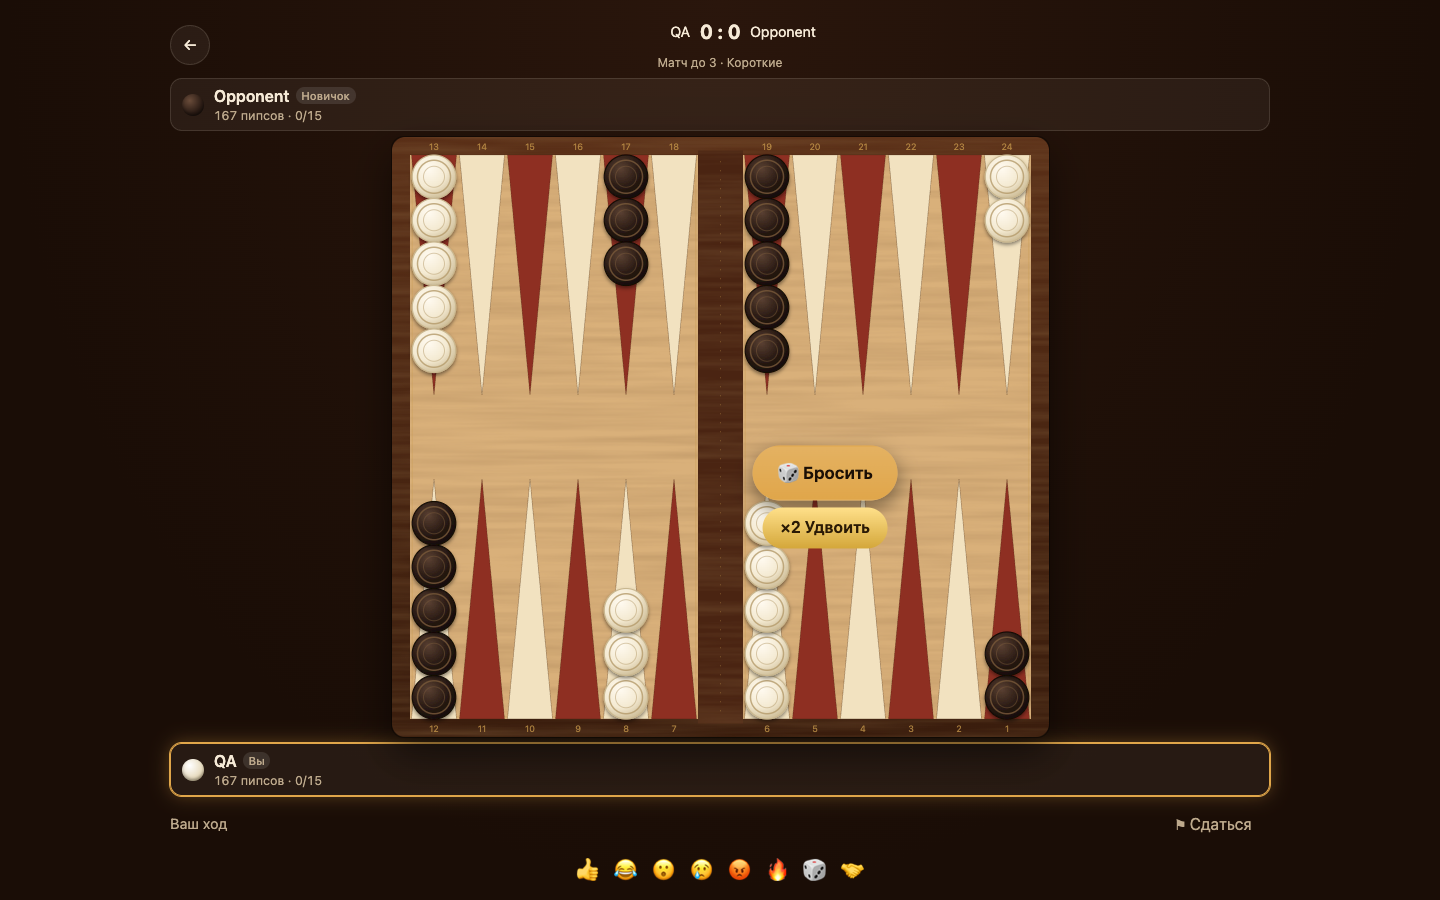 QA 0 : 0 Opponent
Матч до 3 · Короткие
Opponent Новичок
167 пипсов · 0/15
13 14 15 16 17 18 19 20 21 22 23 24
Бросить
×2 Удвоить
12 11 10 9 8 7 6 5 4 3 2 1
QA Вы
167 пипсов · 0/15
Ваш ход
Сдаться